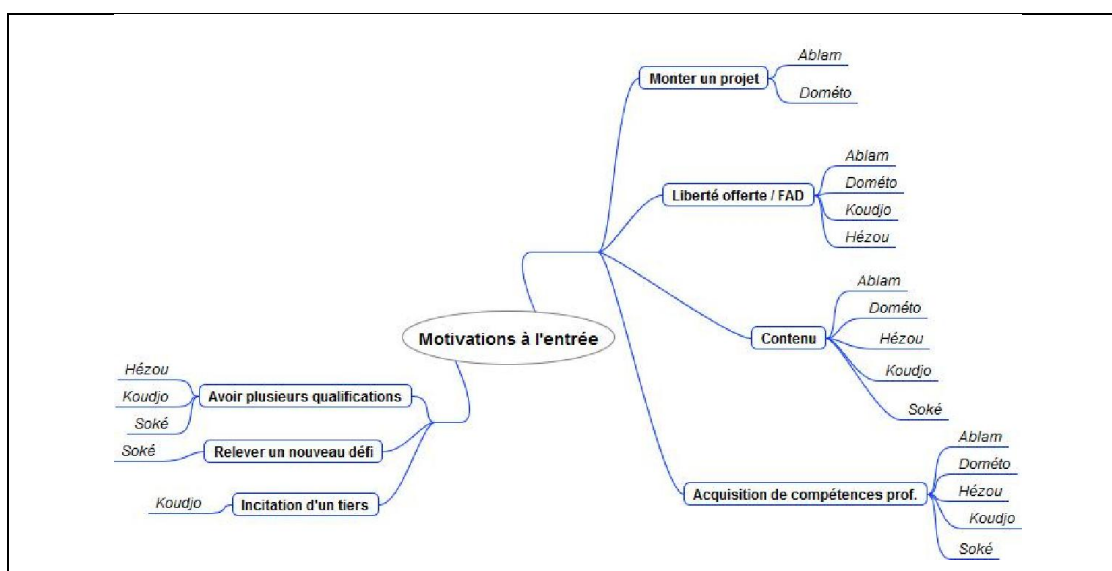 Motivations à l'entrée
Monter un projet
Ablam
Dométo
Liberté offerte / FAD
Ablam
Dométo
Koudjo
Hézou
Contenu
Ablam
Dométo
Hézou
Koudjo
Soké
Acquisition de compétences prof.
Ablam
Dométo
Hézou
Koudjo
Soké
Avoir plusieurs qualifications
Hézou
Koudjo
Soké
Relever un nouveau défi
Soké
Incitation d'un tiers
Koudjo